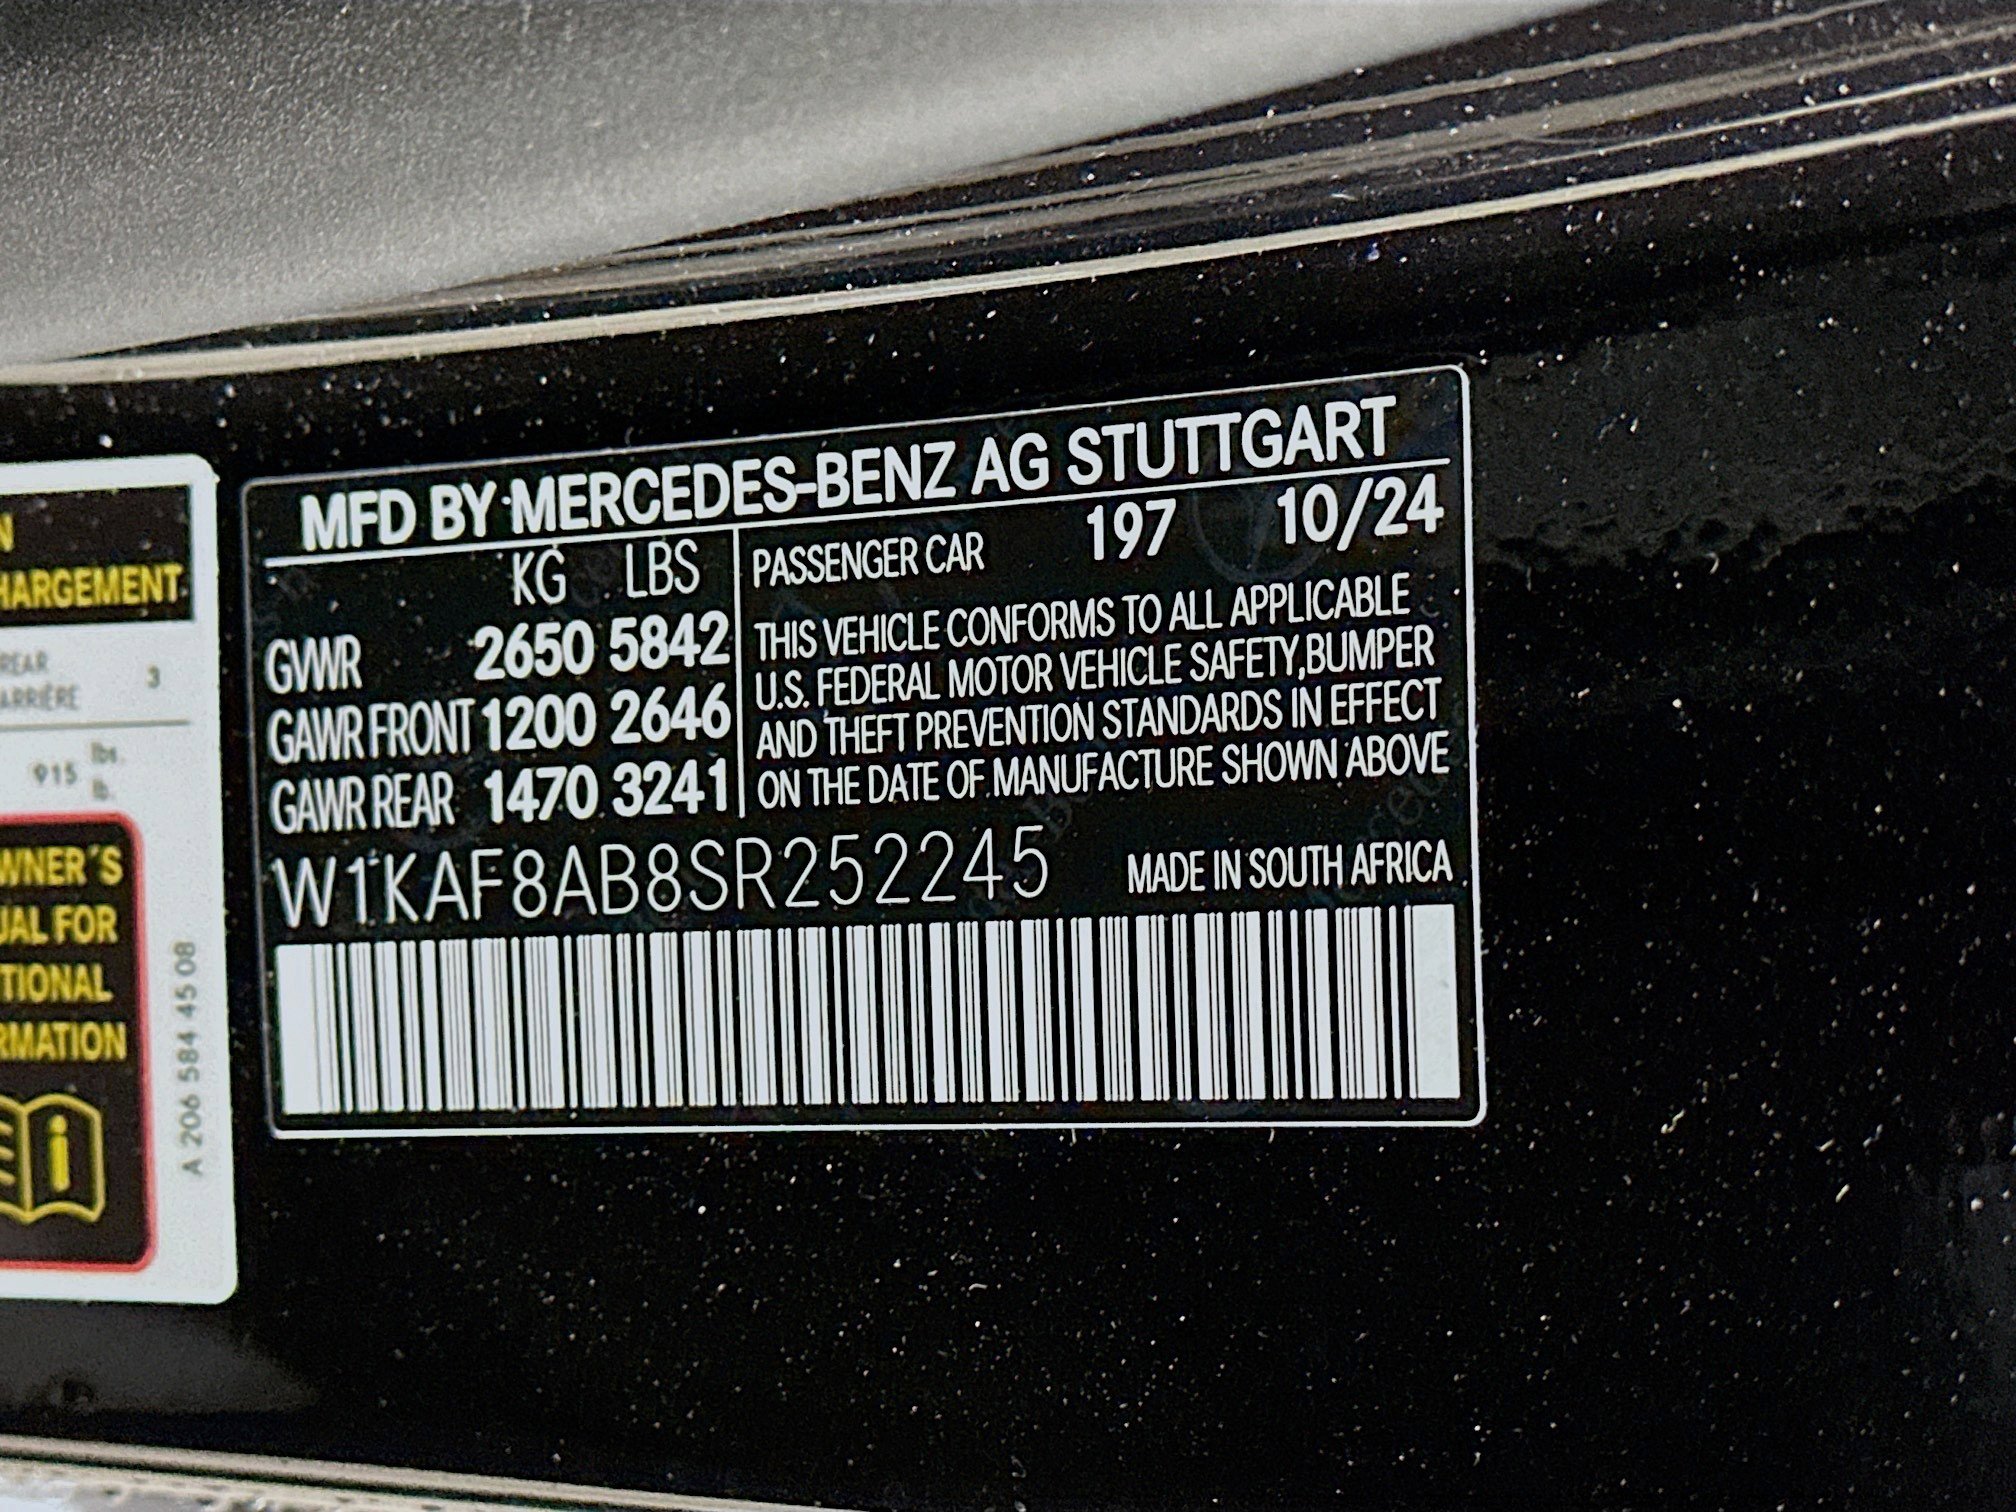 N
HARGEMENT
REAR
ARRIÈRE 3
915 lbs.
lb.
WNER'S
UAL FOR
TIONAL
RMATION
i
A 206 584 45 08
MFD BY MERCEDES-BENZ AG STUTTGART
KG LBS
GVWR 2650 5842
GAWR FRONT 1200 2646
GAWR REAR 1470 3241
PASSENGER CAR 197 10/24
THIS VEHICLE CONFORMS TO ALL APPLICABLE
U.S. FEDERAL MOTOR VEHICLE SAFETY,BUMPER
AND THEFT PREVENTION STANDARDS IN EFFECT
ON THE DATE OF MANUFACTURE SHOWN ABOVE
W1KAF8AB8SR252245 MADE IN SOUTH AFRICA